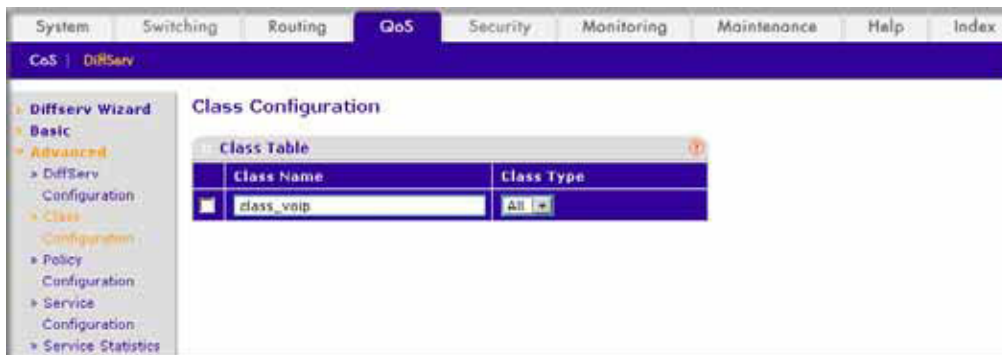 System Switching Routing QoS Security Monitoring Maintenance Help Index
CoS | DiffServ
Diffserv Wizard
Basic
Advanced
» DiffServ
Configuration
» Class
Configuration
» Policy
Configuration
» Service
Configuration
» Service Statistics
Class Configuration
Class Table ?
Class Name Class Type
class_voip All